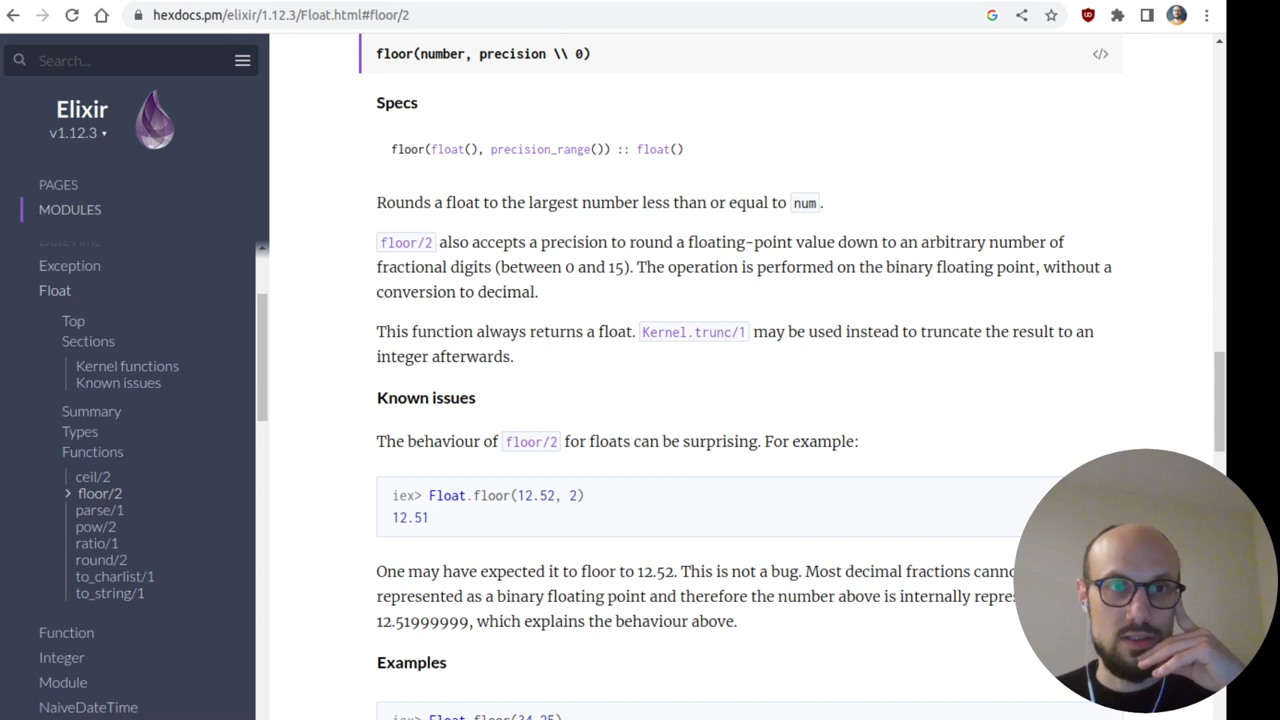 hexdocs.pm/elixir/1.12.3/Float.html#floor/2
Search...
Elixir
v1.12.3
PAGES
MODULES
DateTime
Exception
Float
Top
Sections
Kernel functions
Known issues
Summary
Types
Functions
ceil/2
floor/2
parse/1
pow/2
ratio/1
round/2
to_charlist/1
to_string/1
Function
Integer
Module
NaiveDateTime
floor(number, precision \\ 0)
</>
Specs
floor(float(), precision_range()) :: float()
Rounds a float to the largest number less than or equal to num.
floor/2 also accepts a precision to round a floating-point value down to an arbitrary number of
fractional digits (between 0 and 15). The operation is performed on the binary floating point, without a
conversion to decimal.
This function always returns a float. Kernel.trunc/1 may be used instead to truncate the result to an
integer afterwards.
Known issues
The behaviour of floor/2 for floats can be surprising. For example:
iex> Float.floor(12.52, 2)
12.51
One may have expected it to floor to 12.52. This is not a bug. Most decimal fractions
represented as a binary floating point and therefore the number above is internally
12.51999999, which explains the behaviour above.
Examples
iex> Float.floor(34.25)